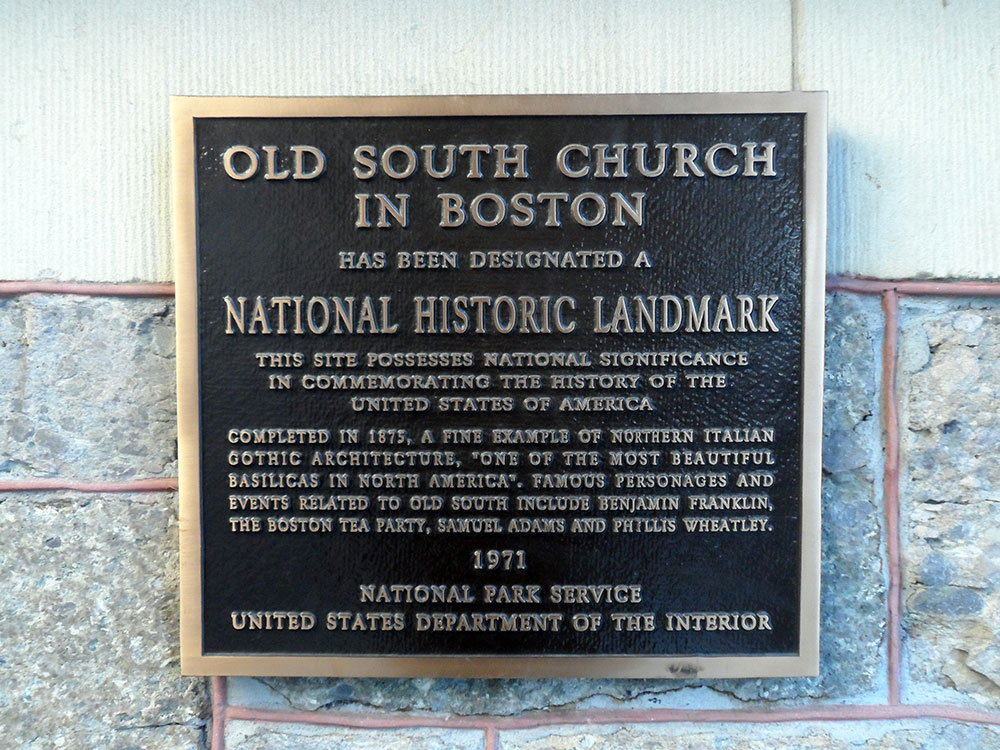 OLD SOUTH CHURCH
IN BOSTON
HAS BEEN DESIGNATED A
NATIONAL HISTORIC LANDMARK
THIS SITE POSSESSES NATIONAL SIGNIFICANCE
IN COMMEMORATING THE HISTORY OF THE
UNITED STATES OF AMERICA
COMPLETED IN 1875, A FINE EXAMPLE OF NORTHERN ITALIAN
GOTHIC ARCHITECTURE, "ONE OF THE MOST BEAUTIFUL
BASILICAS IN NORTH AMERICA". FAMOUS PERSONAGES AND
EVENTS RELATED TO OLD SOUTH INCLUDE BENJAMIN FRANKLIN,
THE BOSTON TEA PARTY, SAMUEL ADAMS AND PHILLIS WHEATLEY.
1971
NATIONAL PARK SERVICE
UNITED STATES DEPARTMENT OF THE INTERIOR